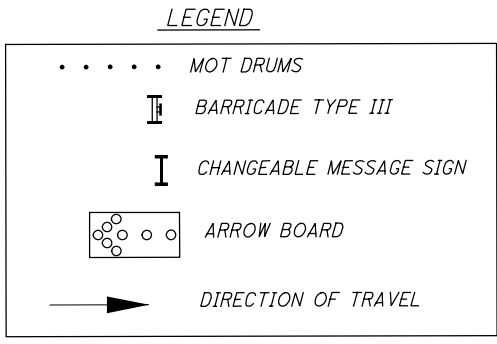 LEGEND
MOT DRUMS
BARRICADE TYPE III
CHANGEABLE MESSAGE SIGN
ARROW BOARD
DIRECTION OF TRAVEL